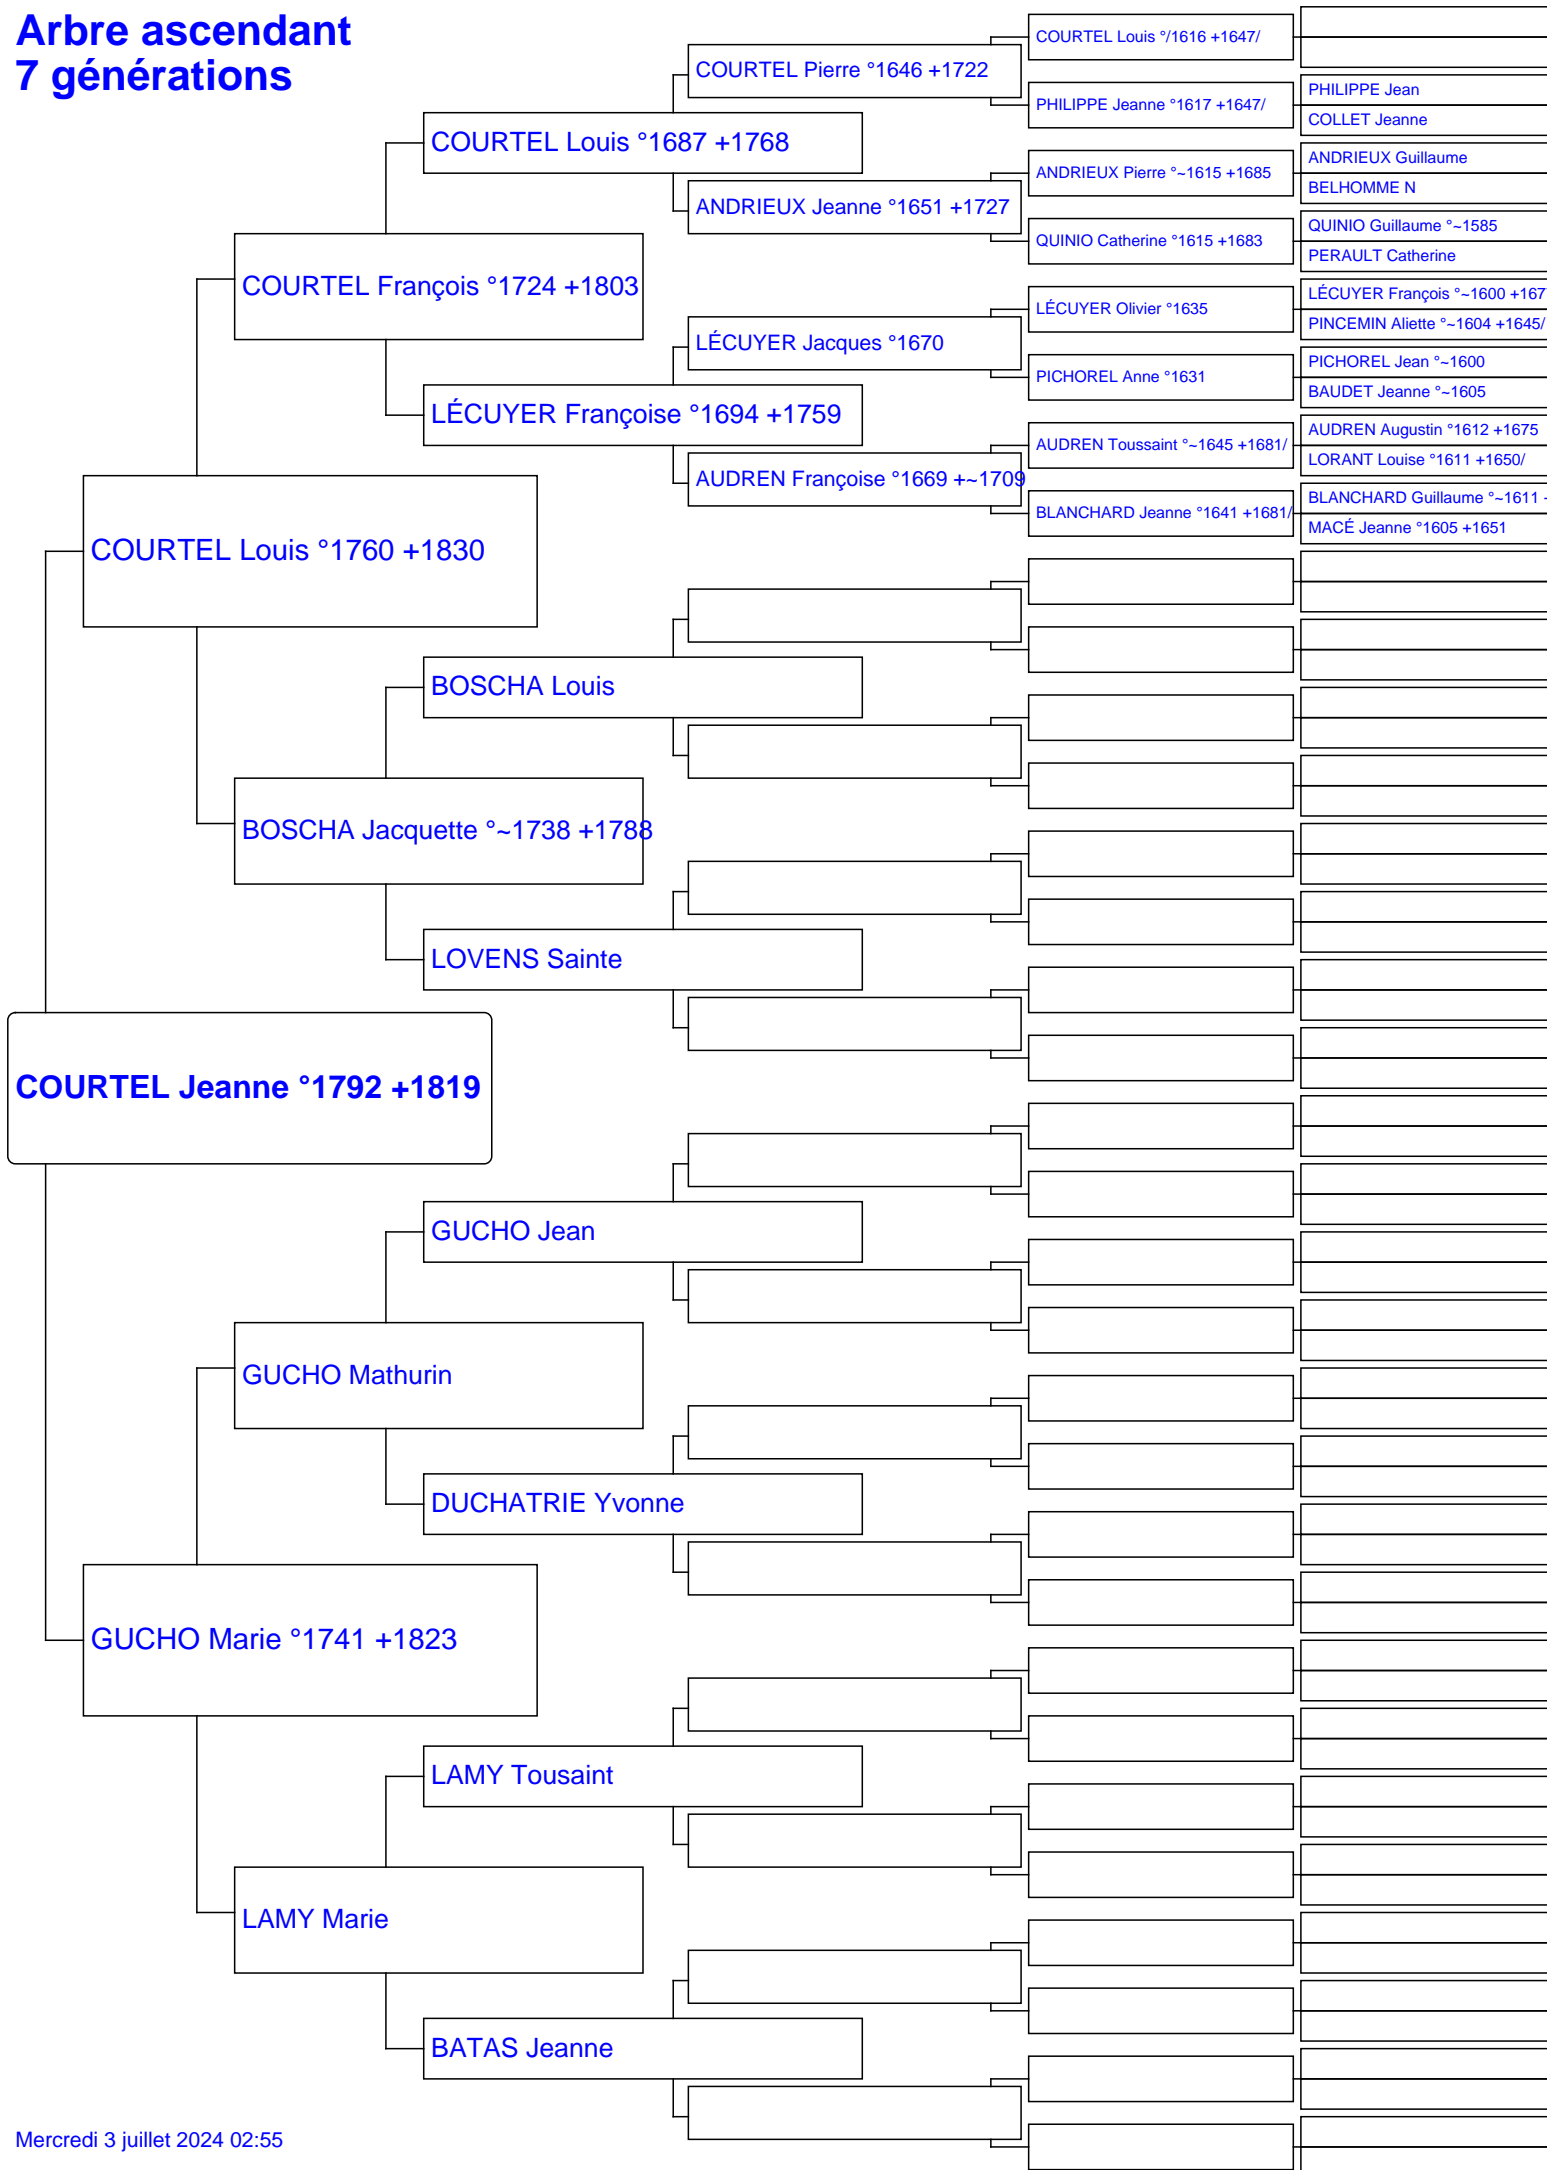 Arbre ascendant
7 générations
COURTEL Jeanne °1792 +1819
COURTEL Louis °1760 +1830
GUCHO Marie °1741 +1823
COURTEL François °1724 +1803
BOSCHA Jacquette °~1738 +1788
GUCHO Mathurin
LAMY Marie
COURTEL Louis °1687 +1768
LÉCUYER Françoise °1694 +1759
BOSCHA Louis
LOVENS Sainte
GUCHO Jean
DUCHATRIE Yvonne
LAMY Tousaint
BATAS Jeanne
COURTEL Pierre °1646 +1722
ANDRIEUX Jeanne °1651 +1727
LÉCUYER Jacques °1670
AUDREN Françoise °1669 +~1709
COURTEL Louis °/1616 +1647/
PHILIPPE Jeanne °1617 +1647/
ANDRIEUX Pierre °~1615 +1685
QUINIO Catherine °1615 +1683
LÉCUYER Olivier °1635
PICHOREL Anne °1631
AUDREN Toussaint °~1645 +1681/
BLANCHARD Jeanne °1641 +1681/
PHILIPPE Jean
COLLET Jeanne
ANDRIEUX Guillaume
BELHOMME N
QUINIO Guillaume °~1585
PERAULT Catherine
LÉCUYER François °~1600
PINCEMIN Aliette °~1604 +1645/
PICHOREL Jean °~1600
BAUDET Jeanne °~1605
AUDREN Augustin °1612 +1675
LORANT Louise °1611 +1650/
BLANCHARD Guillaume °~1611
MACÉ Jeanne °1605 +1651
Mercredi 3 juillet 2024 02:55